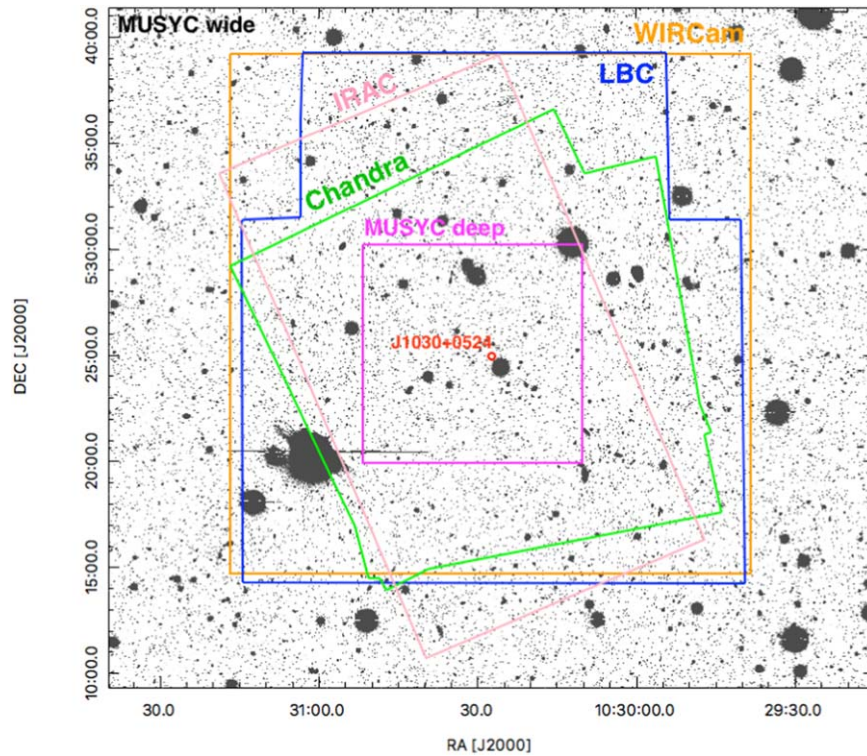 MUSYC wide
WIRCam
LBC
IRAC
Chandra
MUSYC deep
J1030+0524
40:00.0
35:00.0
5:30:00.0
25:00.0
20:00.0
15:00.0
10:00.0
DEC [J2000]
30.0
31:00.0
30.0
10:30:00.0
29:30.0
RA [J2000]